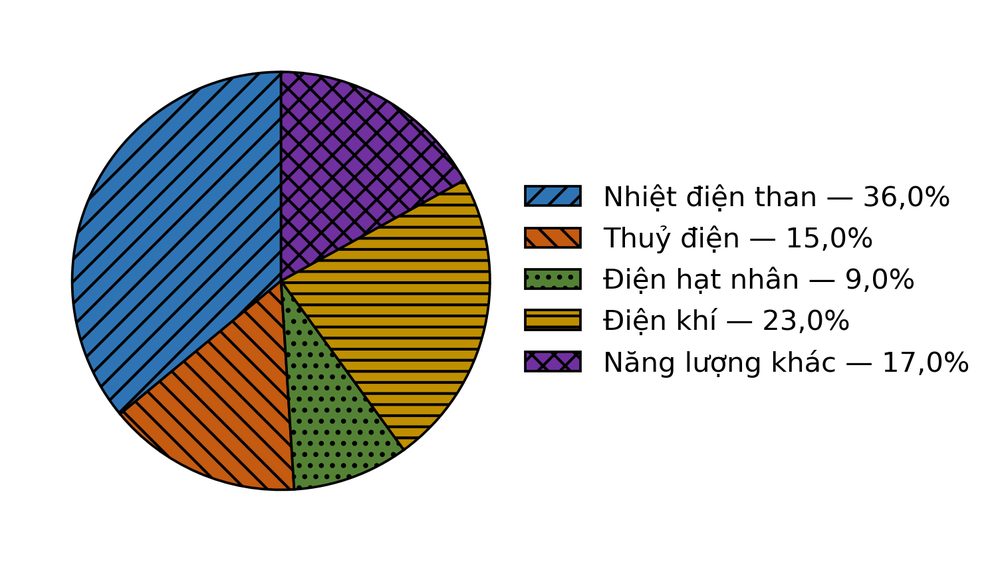 Nhiệt điện than — 36,0%
Thuỷ điện — 15,0%
Điện hạt nhân — 9,0%
Điện khí — 23,0%
Năng lượng khác — 17,0%